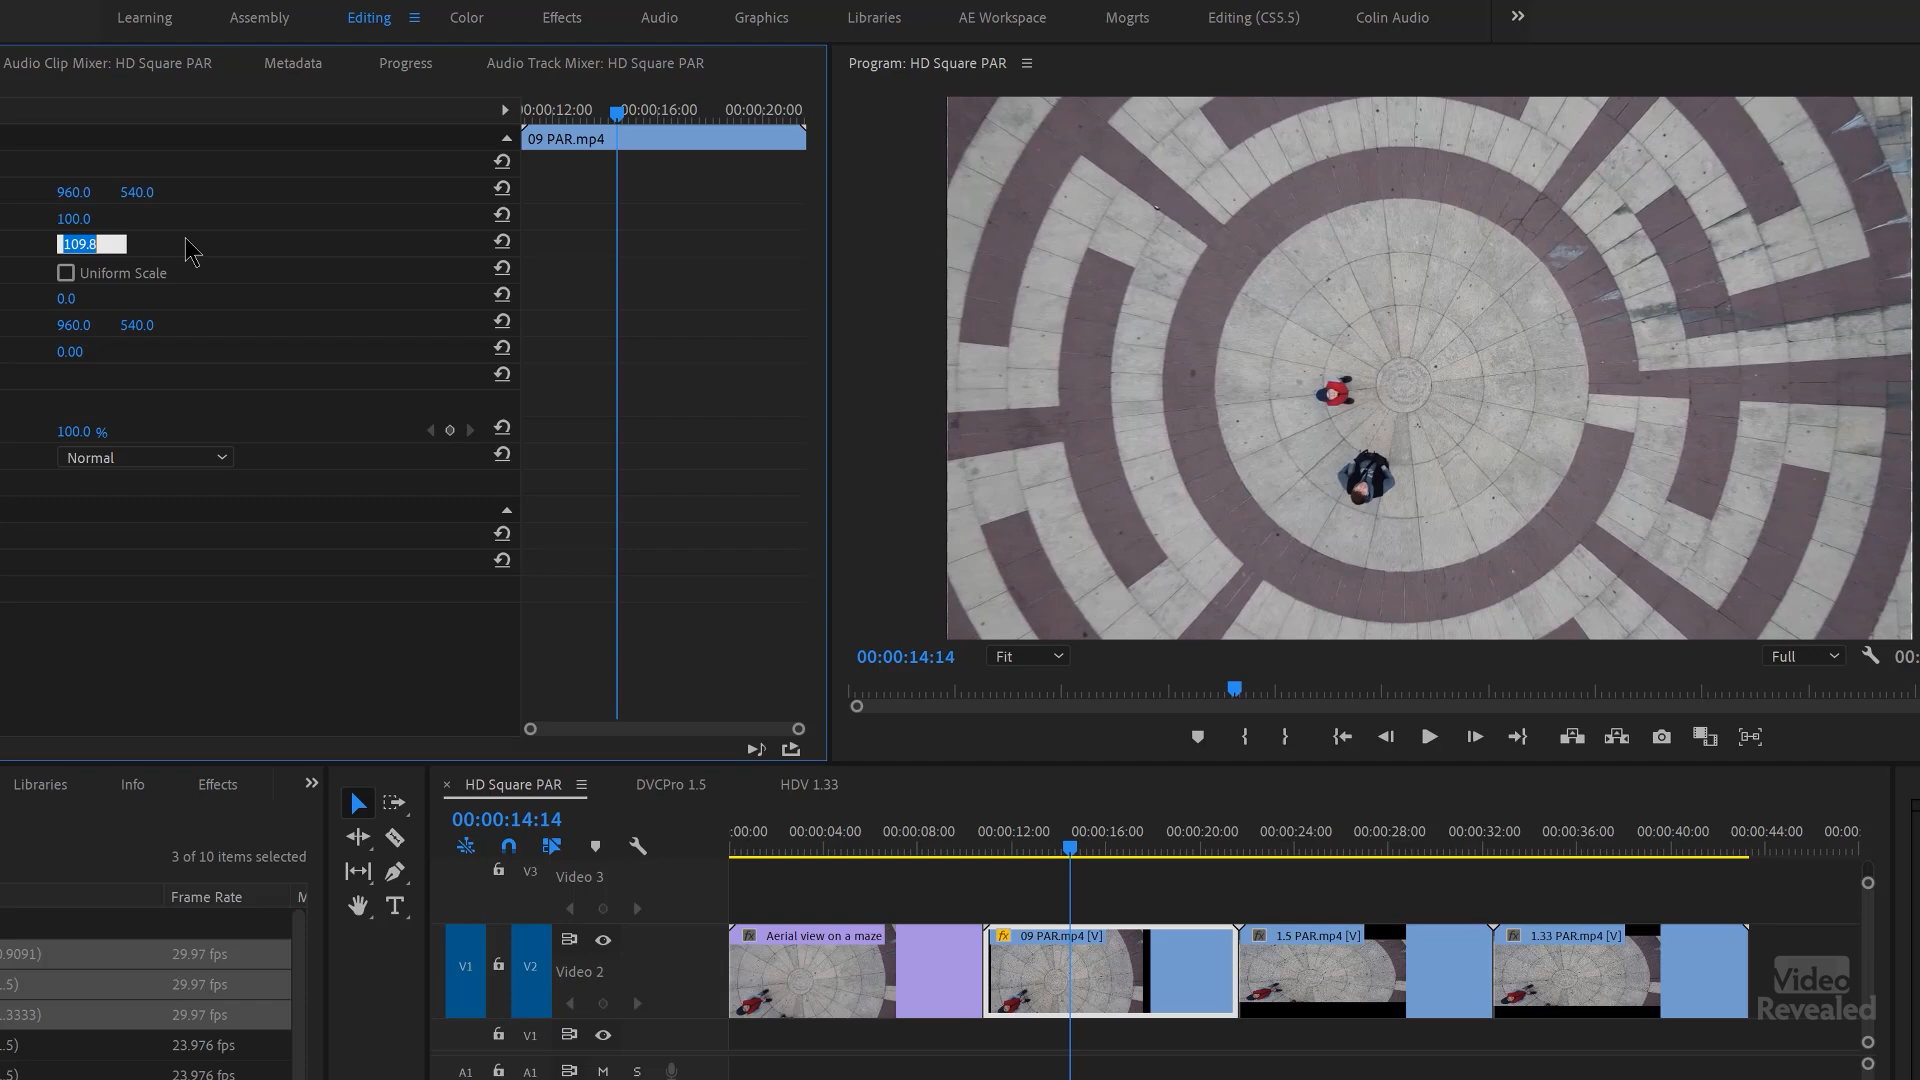 Learning Assembly Editing Color Effects Audio Graphics Libraries AE Workspace Mogrts Editing (CS5.5) Colin Audio
Audio Clip Mixer: HD Square PAR Metadata Progress Audio Track Mixer: HD Square PAR
Program: HD Square PAR
00:00:12:00 00:00:16:00 00:00:20:00
09 PAR.mp4
960.0 540.0
100.0
109.8
Uniform Scale
0.0
960.0 540.0
0.00
100.0 %
Normal
00:00:14:14 Fit Full 00:
Libraries Info Effects
HD Square PAR DVCPro 1.5 HDV 1.33
00:00:14:14
:00:00 00:00:04:00 00:00:08:00 00:00:12:00 00:00:16:00 00:00:20:00 00:00:24:00 00:00:28:00 00:00:32:00 00:00:36:00 00:00:40:00 00:00:44:00 00:00:
3 of 10 items selected
Frame Rate M
0.9091) 29.97 fps
.5) 29.97 fps
.3333) 29.97 fps
.5) 23.976 fps
.5) 23.976 fps
V3 Video 3
fx Aerial view on a maze fx 09 PAR.mp4 [V] fx 1.5 PAR.mp4 [V] fx 1.33 PAR.mp4 [V]
V1 V2 Video 2
V1
A1 A1 M S
Video
Revealed